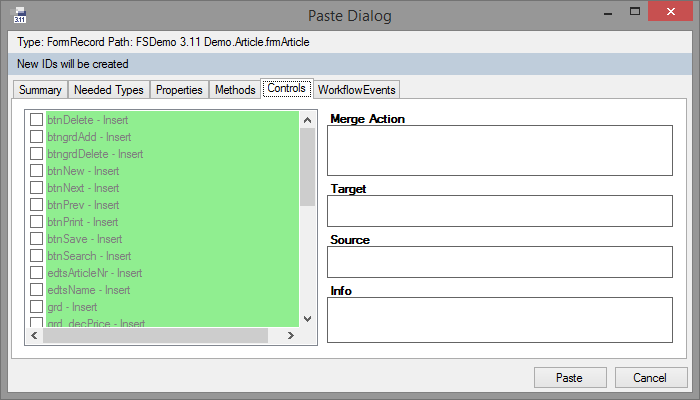 Paste Dialog
3.11
Type: FormRecord Path: FSDemo 3.11 Demo.Article.frmArticle
New IDs will be created
Summary Needed Types Properties Methods Controls WorkflowEvents
btnDelete - Insert
btngrdAdd - Insert
btngrdDelete - Insert
btnNew - Insert
btnNext - Insert
btnPrev - Insert
btnPrint - Insert
btnSave - Insert
btnSearch - Insert
edtsArticleNr - Insert
edtsName - Insert
grd - Insert
grd_decPrice - Insert
Merge Action
Target
Source
Info
Paste Cancel